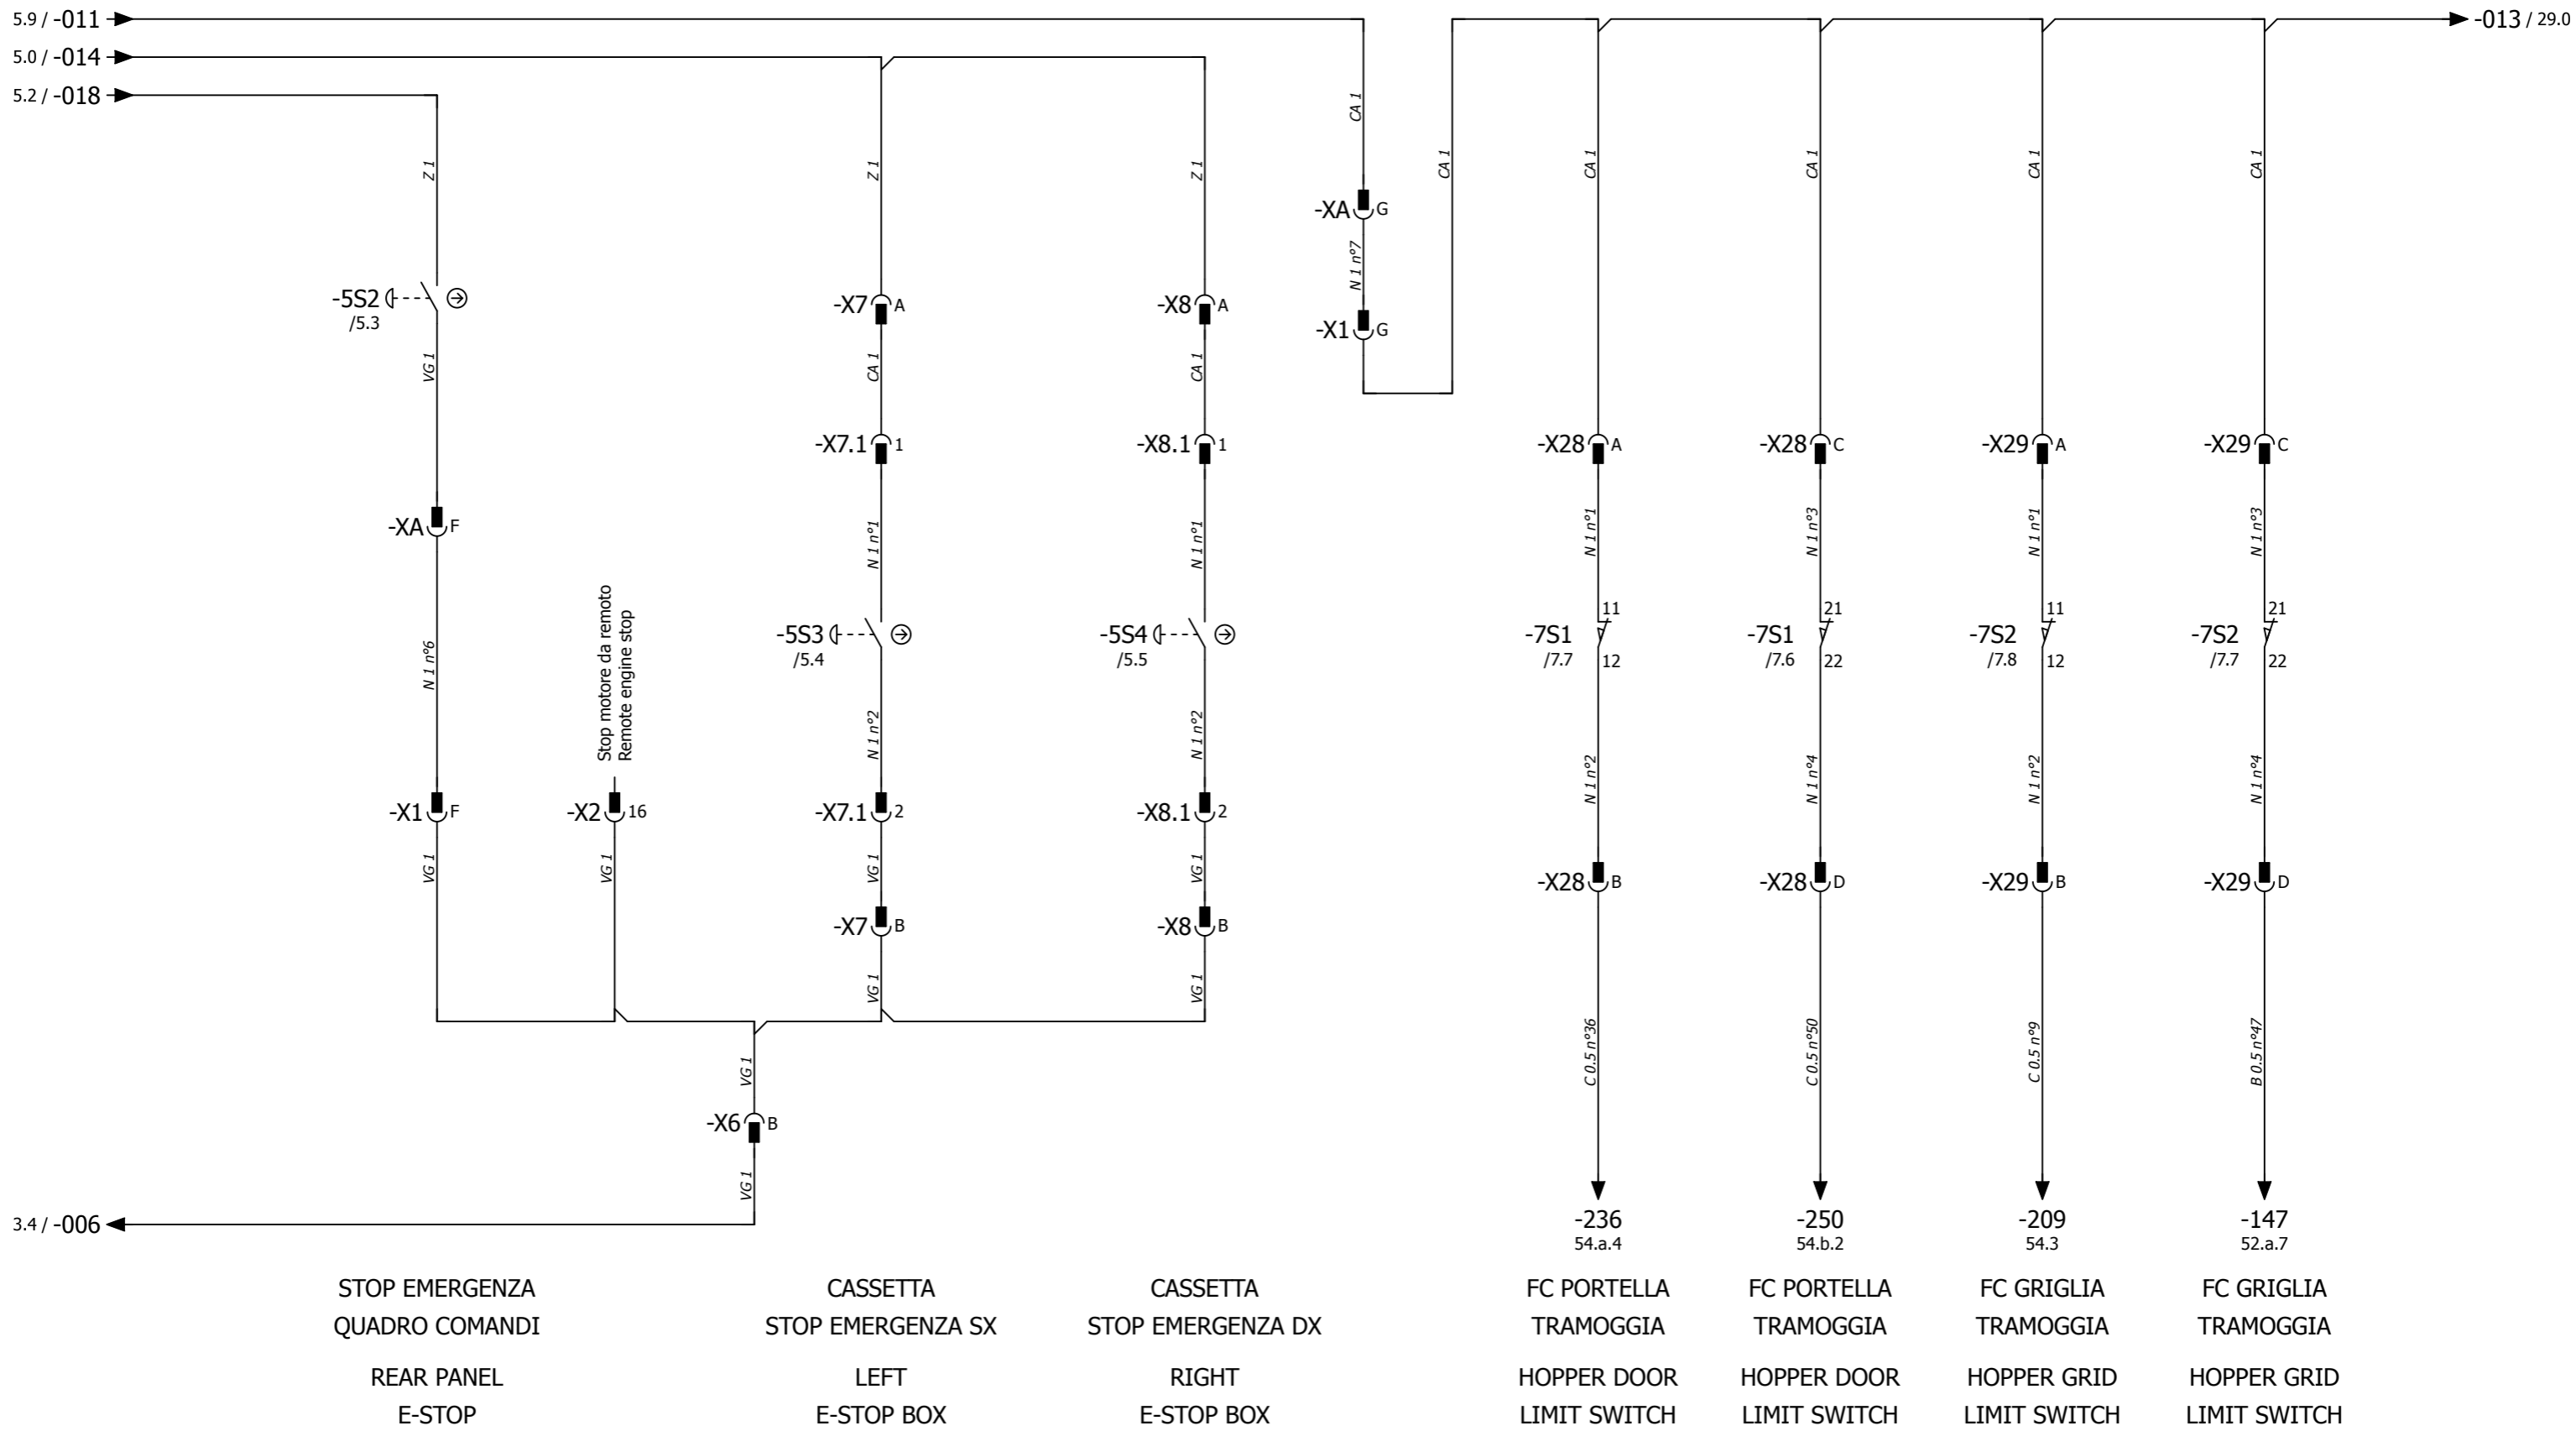 5.9 / -011
-013 / 29.0
5.0 / -014
5.2 / -018
CA 1
Z 1
Z 1
Z 1
CA 1
CA 1
CA 1
CA 1
CA 1
-XA G
N 1 n°7
-5S2
/5.3
-X7 A
-X8 A
-X1 G
VG 1
CA 1
CA 1
-X7.1 1
-X8.1 1
-X28 A
-X28 C
-X29 A
-X29 C
-XA F
N 1 n°1
N 1 n°1
N 1 n°1
N 1 n°3
N 1 n°1
N 1 n°3
N 1 n°6
Stop motore da remoto
Remote engine stop
-5S3
/5.4
-5S4
/5.5
11
-7S1
/7.7
12
21
-7S1
/7.6
22
11
-7S2
/7.8
12
21
-7S2
/7.7
22
N 1 n°2
N 1 n°2
N 1 n°2
N 1 n°4
N 1 n°2
N 1 n°4
-X1 F
-X2 16
-X7.1 2
-X8.1 2
VG 1
VG 1
VG 1
VG 1
-X28 B
-X28 D
-X29 B
-X29 D
-X7 B
-X8 B
VG 1
VG 1
VG 1
C 0.5 n°36
C 0.5 n°50
C 0.5 n°9
B 0.5 n°47
-X6 B
VG 1
3.4 / -006
-236
54.a.4
-250
54.b.2
-209
54.3
-147
52.a.7
STOP EMERGENZA
QUADRO COMANDI
REAR PANEL
E-STOP
CASSETTA
STOP EMERGENZA SX
LEFT
E-STOP BOX
CASSETTA
STOP EMERGENZA DX
RIGHT
E-STOP BOX
FC PORTELLA
TRAMOGGIA
HOPPER DOOR
LIMIT SWITCH
FC PORTELLA
TRAMOGGIA
HOPPER DOOR
LIMIT SWITCH
FC GRIGLIA
TRAMOGGIA
HOPPER GRID
LIMIT SWITCH
FC GRIGLIA
TRAMOGGIA
HOPPER GRID
LIMIT SWITCH